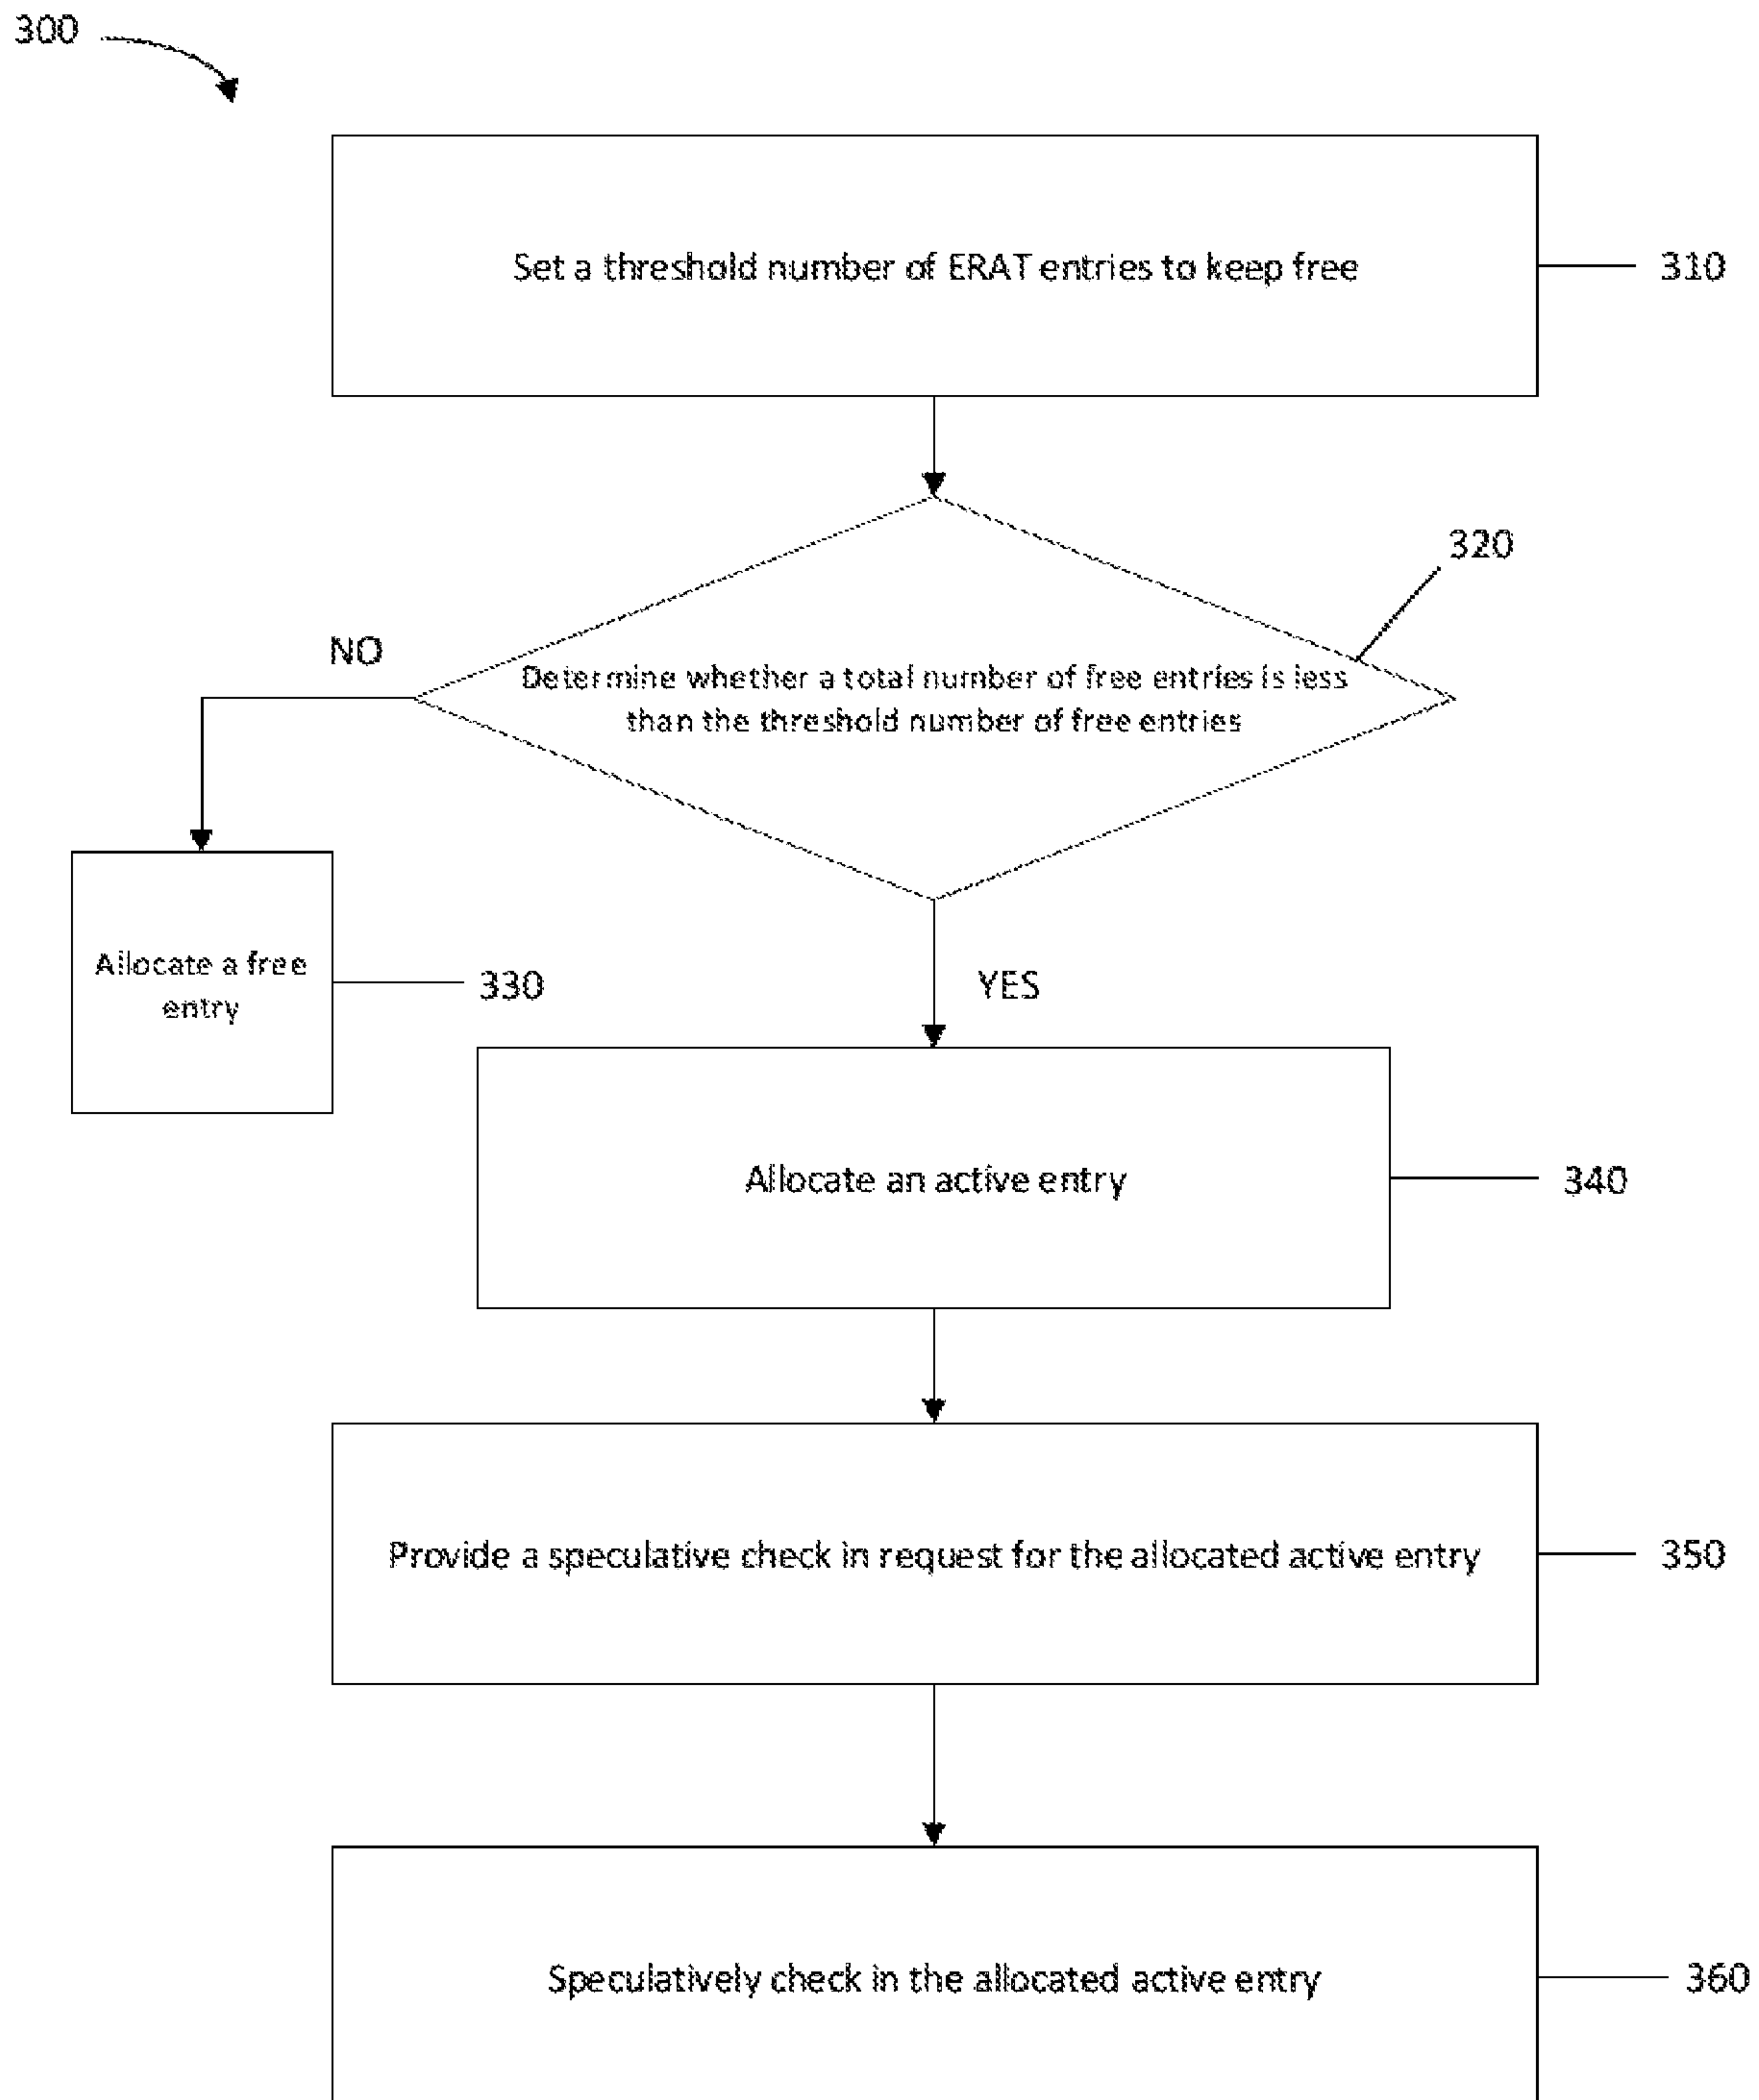 300
Set a threshold number of ERAT entries to keep free
310
320
NO
Determine whether a total number of free entries is less
than the threshold number of free entries
Allocate a free
entry
330
YES
Allocate an active entry
340
Provide a speculative check in request for the allocated active entry
350
Speculatively check in the allocated active entry
360